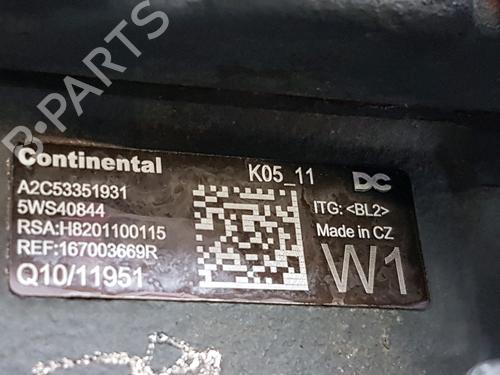 B-PARTS
Continental
K05_11
DC
A2C53351931
5WS40844
ITG: <BL2>
RSA:H8201100115
Made in CZ
REF:167003669R
Q10/11951
W1